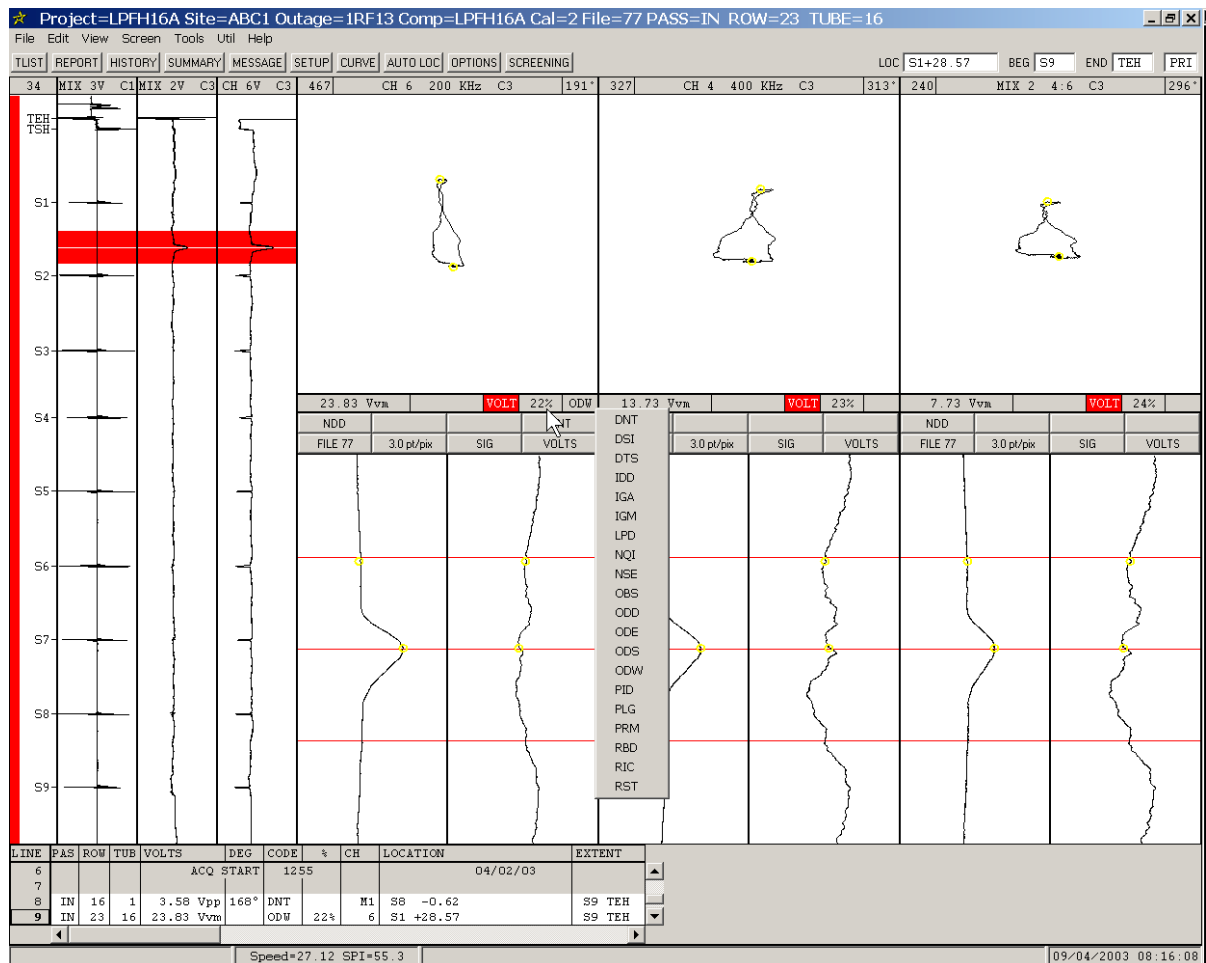 Project=LPFH16A Site=ABC1 Outage=1RF13 Comp=LPFH16A Cal=2 File=77 PASS=IN ROW=23 TUBE=16
File Edit View Screen Tools Util Help
TLIST REPORT HISTORY SUMMARY MESSAGE SETUP CURVE AUTO LOC OPTIONS SCREENING LOC S1+28.57 BEG S9 END TEH PRI
34 MIX 3V C1 MIX 2V C3 CH 6V C3 467 CH 6 200 KHz C3 191° 327 CH 4 400 KHz C3 313° 240 MIX 2 4:6 C3 296°
TEH
TSH
S1
S2
S3
S4
S5
S6
S7
S8
S9
23.83 Vvm VOLT 22% ODW 13.73 Vvm VOLT 23% 7.73 Vvm VOLT 24%
NDD NT NDD
FILE 77 3.0 pt/pix SIG VOLTS 3.0 pt/pix SIG VOLTS FILE 77 3.0 pt/pix SIG VOLTS
DNT
DSI
DTS
IDD
IGA
IGM
LPD
NQI
NSE
OBS
ODD
ODE
ODS
ODW
PID
PLG
PRM
RBD
RIC
RST
LINE PAS ROW TUB VOLTS DEG CODE % CH LOCATION EXTENT
6 ACQ START 1255 04/02/03
7
8 IN 16 1 3.58 Vpp 168° DNT M1 S8 -0.62 S9 TEH
9 IN 23 16 23.83 Vvm ODW 22% 6 S1 +28.57 S9 TEH
Speed=27.12 SPI=55.3 09/04/2003 08:16:08